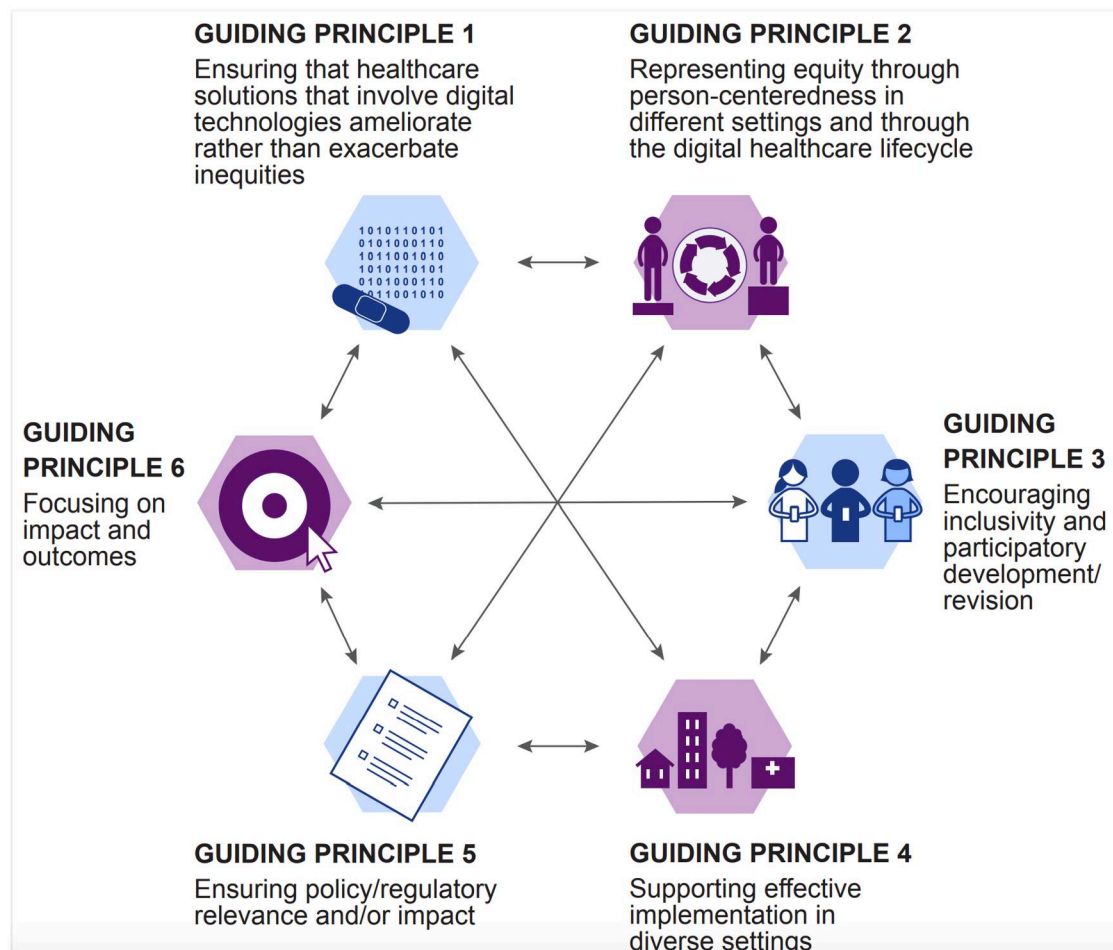 GUIDING PRINCIPLE 1
Ensuring that healthcare
solutions that involve digital
technologies ameliorate
rather than exacerbate
inequities
GUIDING PRINCIPLE 2
Representing equity through
person-centeredness in
different settings and through
the digital healthcare lifecycle
1010110101
0101000110
1011001010
1010110101
0101000110
1011001010
GUIDING
PRINCIPLE 6
Focusing on
impact and
outcomes
GUIDING
PRINCIPLE 3
Encouraging
inclusivity and
participatory
development/
revision
GUIDING PRINCIPLE 5
Ensuring policy/regulatory
relevance and/or impact
GUIDING PRINCIPLE 4
Supporting effective
implementation in
diverse settings